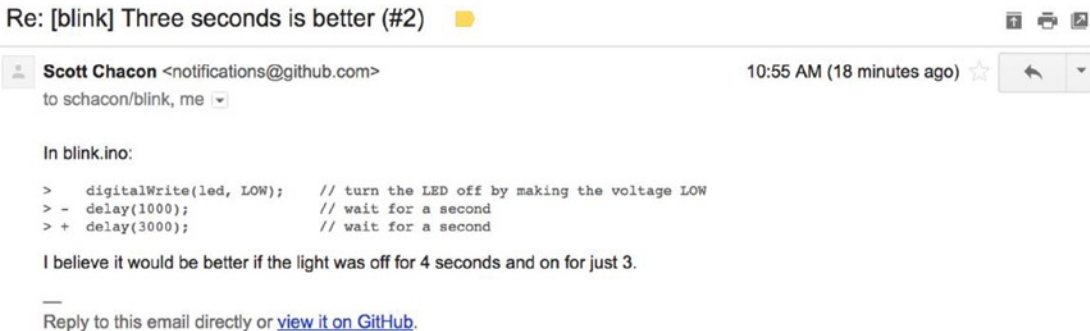 Re: [blink] Three seconds is better (#2)
Scott Chacon <notifications@github.com>
10:55 AM (18 minutes ago)
to schacon/blink, me
In blink.ino:
>    digitalWrite(led, LOW);    // turn the LED off by making the voltage LOW
> -  delay(1000);               // wait for a second
> +  delay(3000);               // wait for a second
I believe it would be better if the light was off for 4 seconds and on for just 3.
—
Reply to this email directly or view it on GitHub.